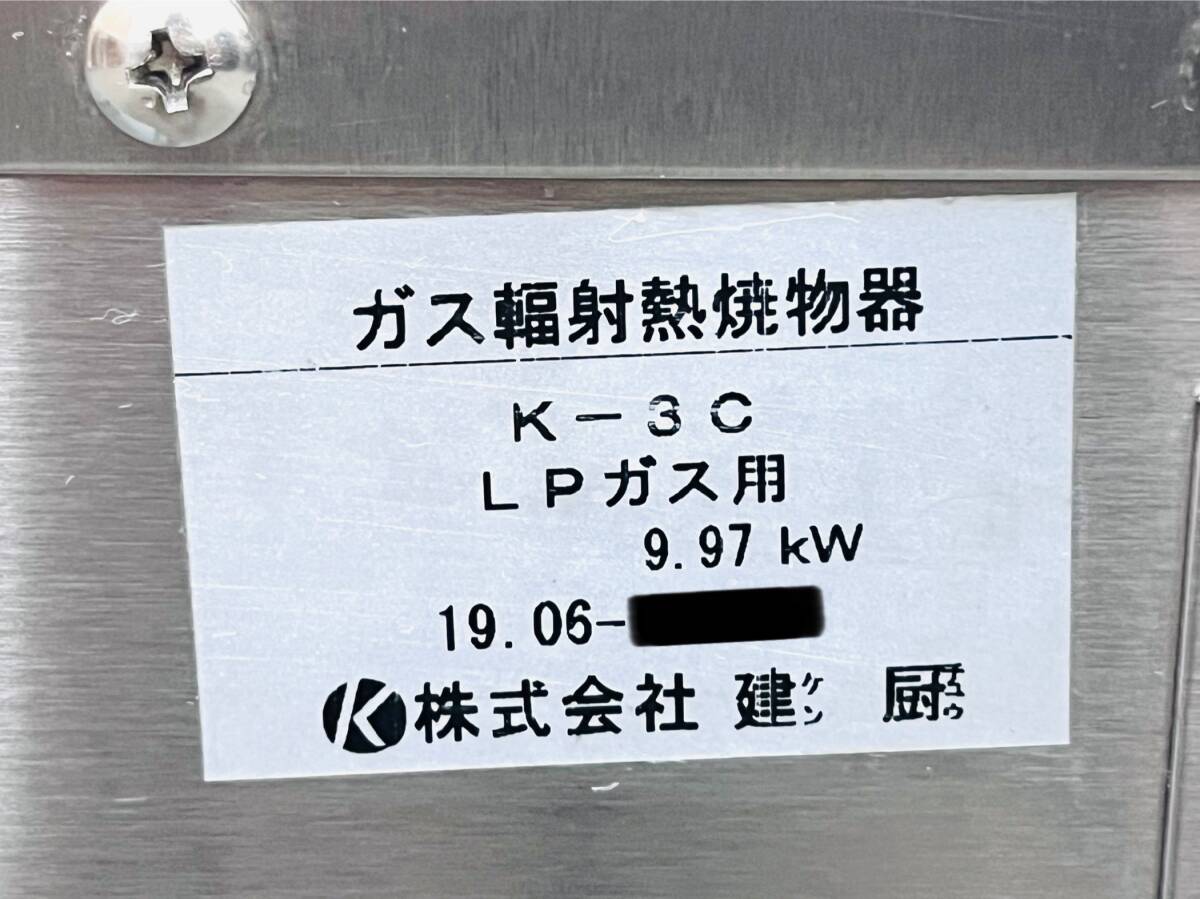 ガス輻射熱焼物器
K-3C
LPガス用
9.97 kW
19.06-
K 株式会社 建ケン 厨チュウ